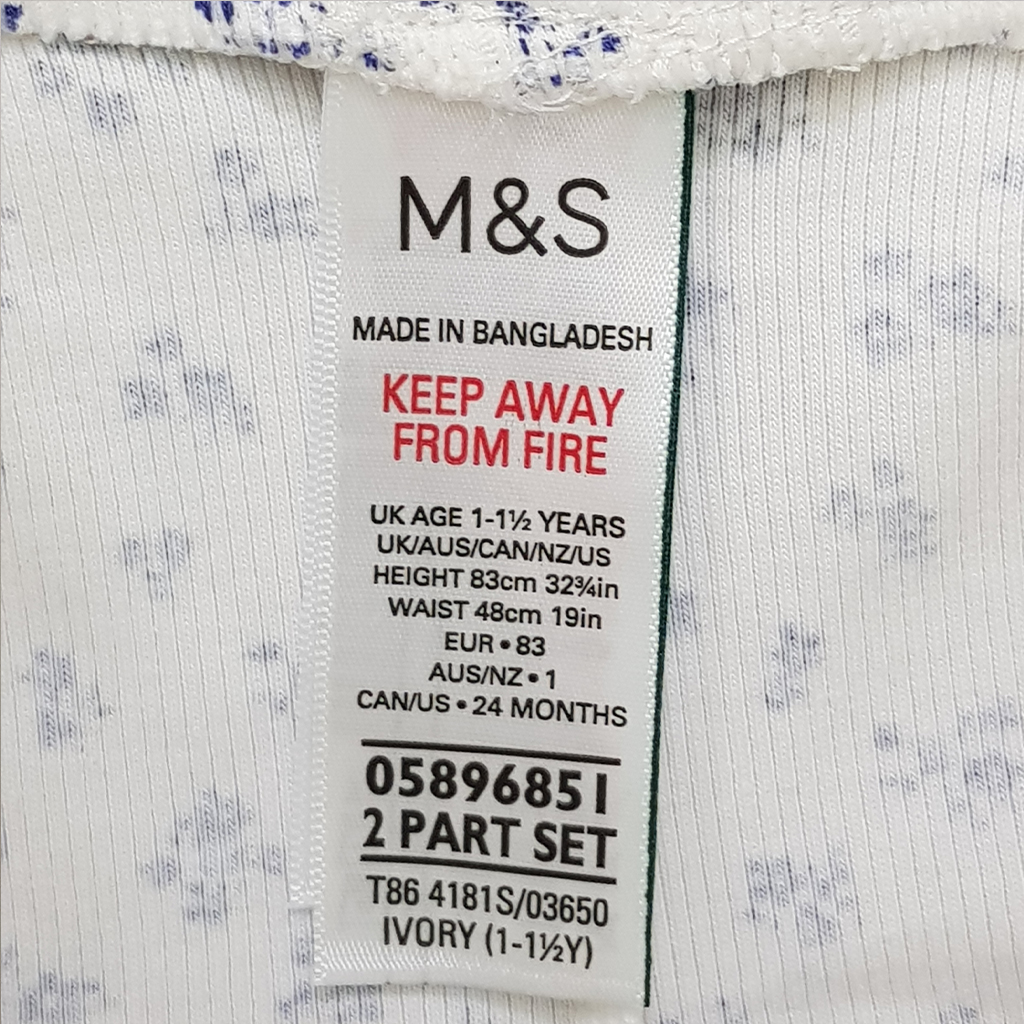 M&S
MADE IN BANGLADESH
KEEP AWAY
FROM FIRE
UK AGE 1-1½ YEARS
UK/AUS/CAN/NZ/US
HEIGHT 83cm 32¾in
WAIST 48cm 19in
EUR • 83
AUS/NZ • 1
CAN/US • 24 MONTHS
05896851
2 PART SET
T86 4181S/03650
IVORY (1-1½Y)